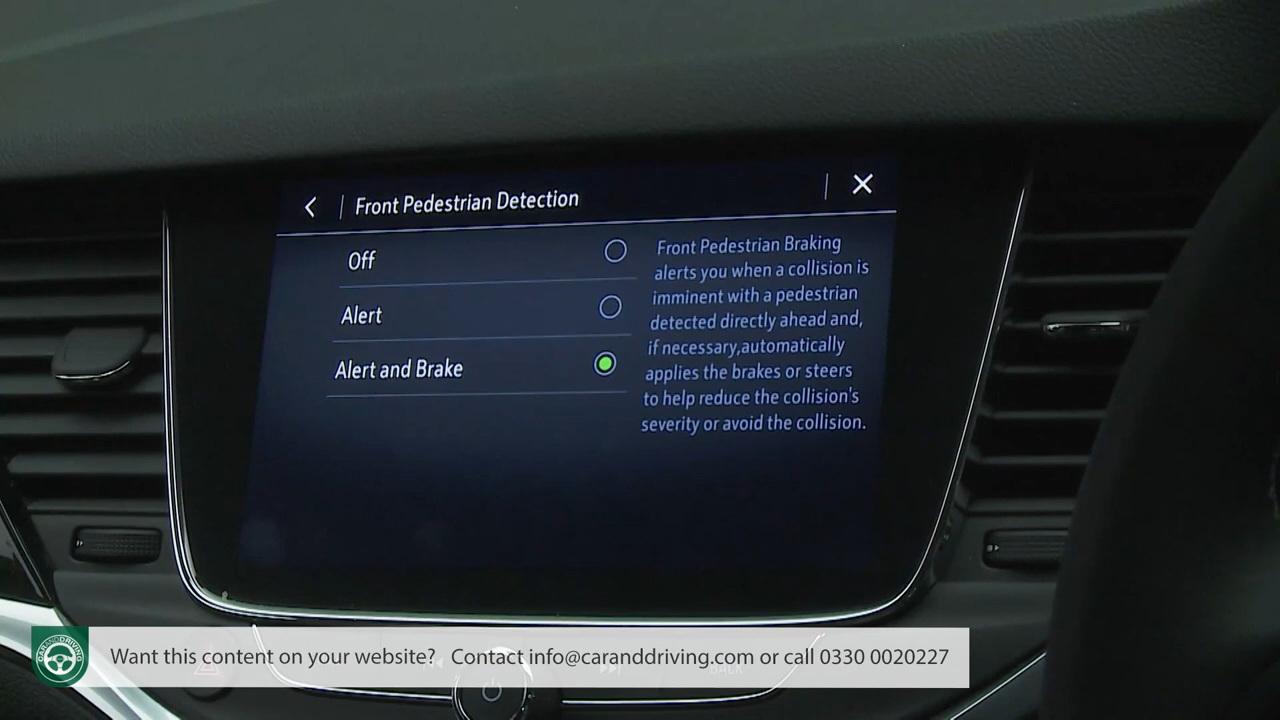 Front Pedestrian Detection
Off
Alert
Alert and Brake
Front Pedestrian Braking
alerts you when a collision is
imminent with a pedestrian
detected directly ahead and,
if necessary,automatically
applies the brakes or steers
to help reduce the collision's
severity or avoid the collision.
CARANDDRIVING
Want this content on your website? Contact info@caranddriving.com or call 0330 0020227
BACK